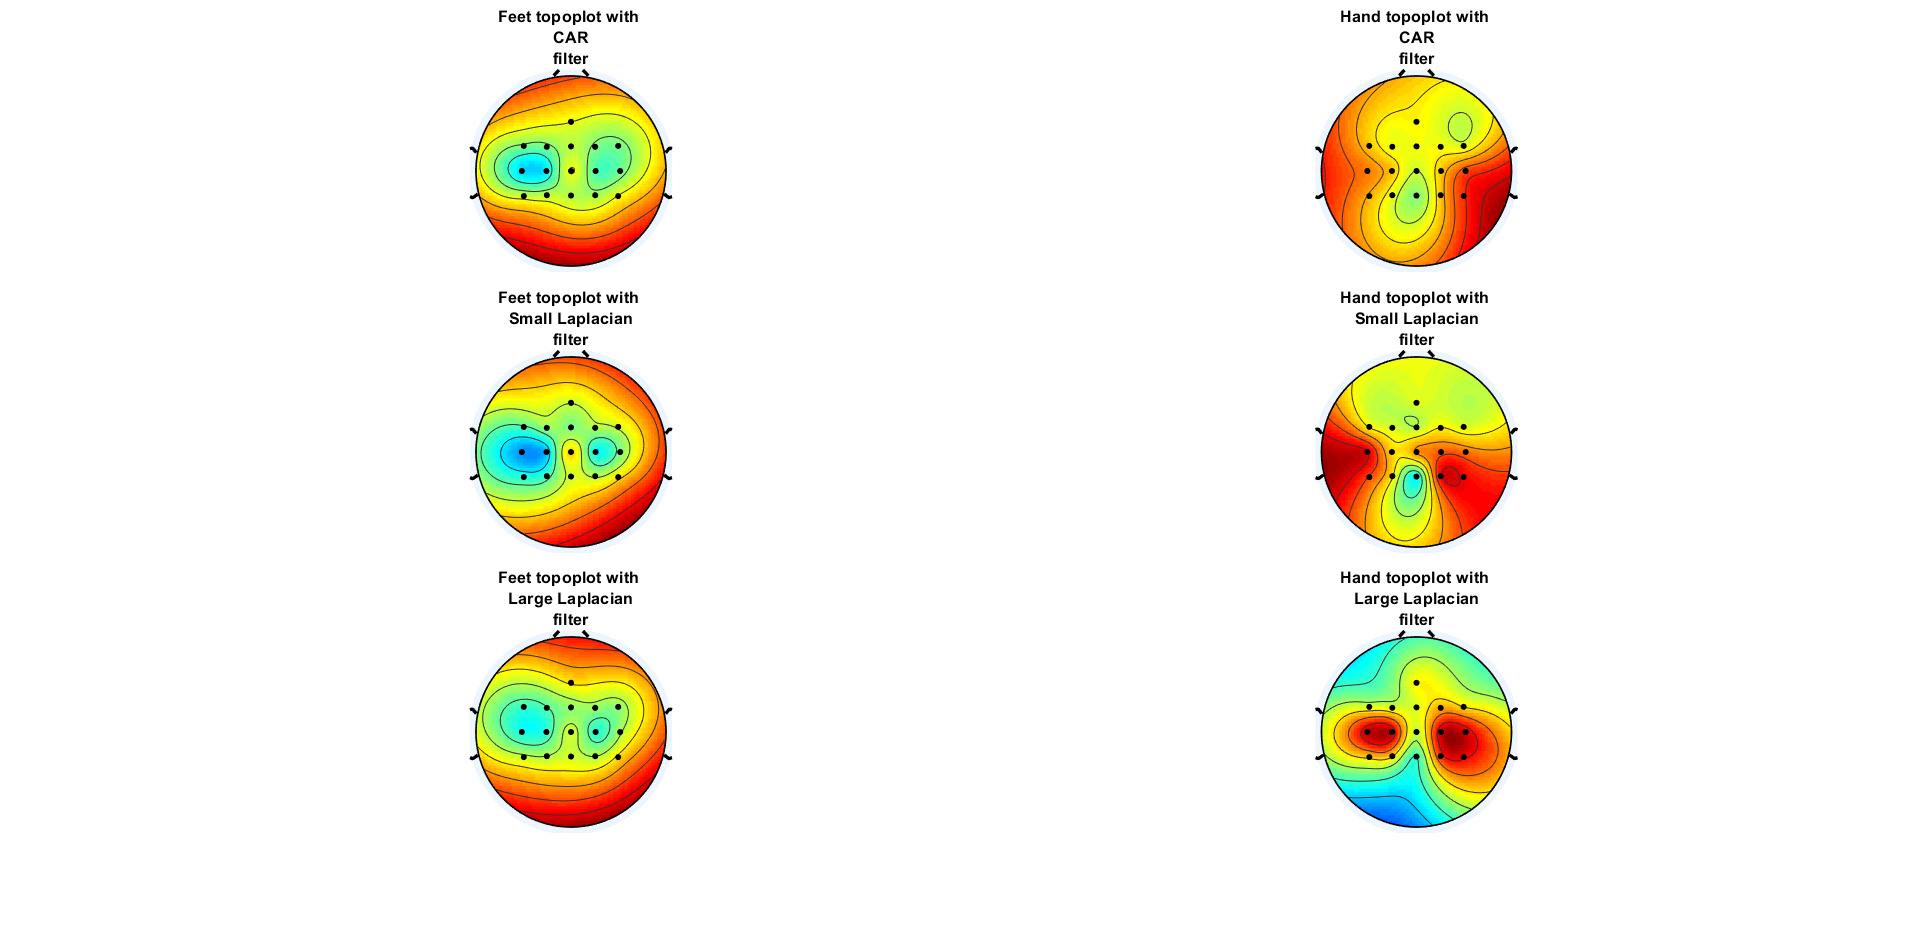 Feet topoplot with
CAR
filter
Hand topoplot with
CAR
filter
Feet topoplot with
Small Laplacian
filter
Hand topoplot with
Small Laplacian
filter
Feet topoplot with
Large Laplacian
filter
Hand topoplot with
Large Laplacian
filter